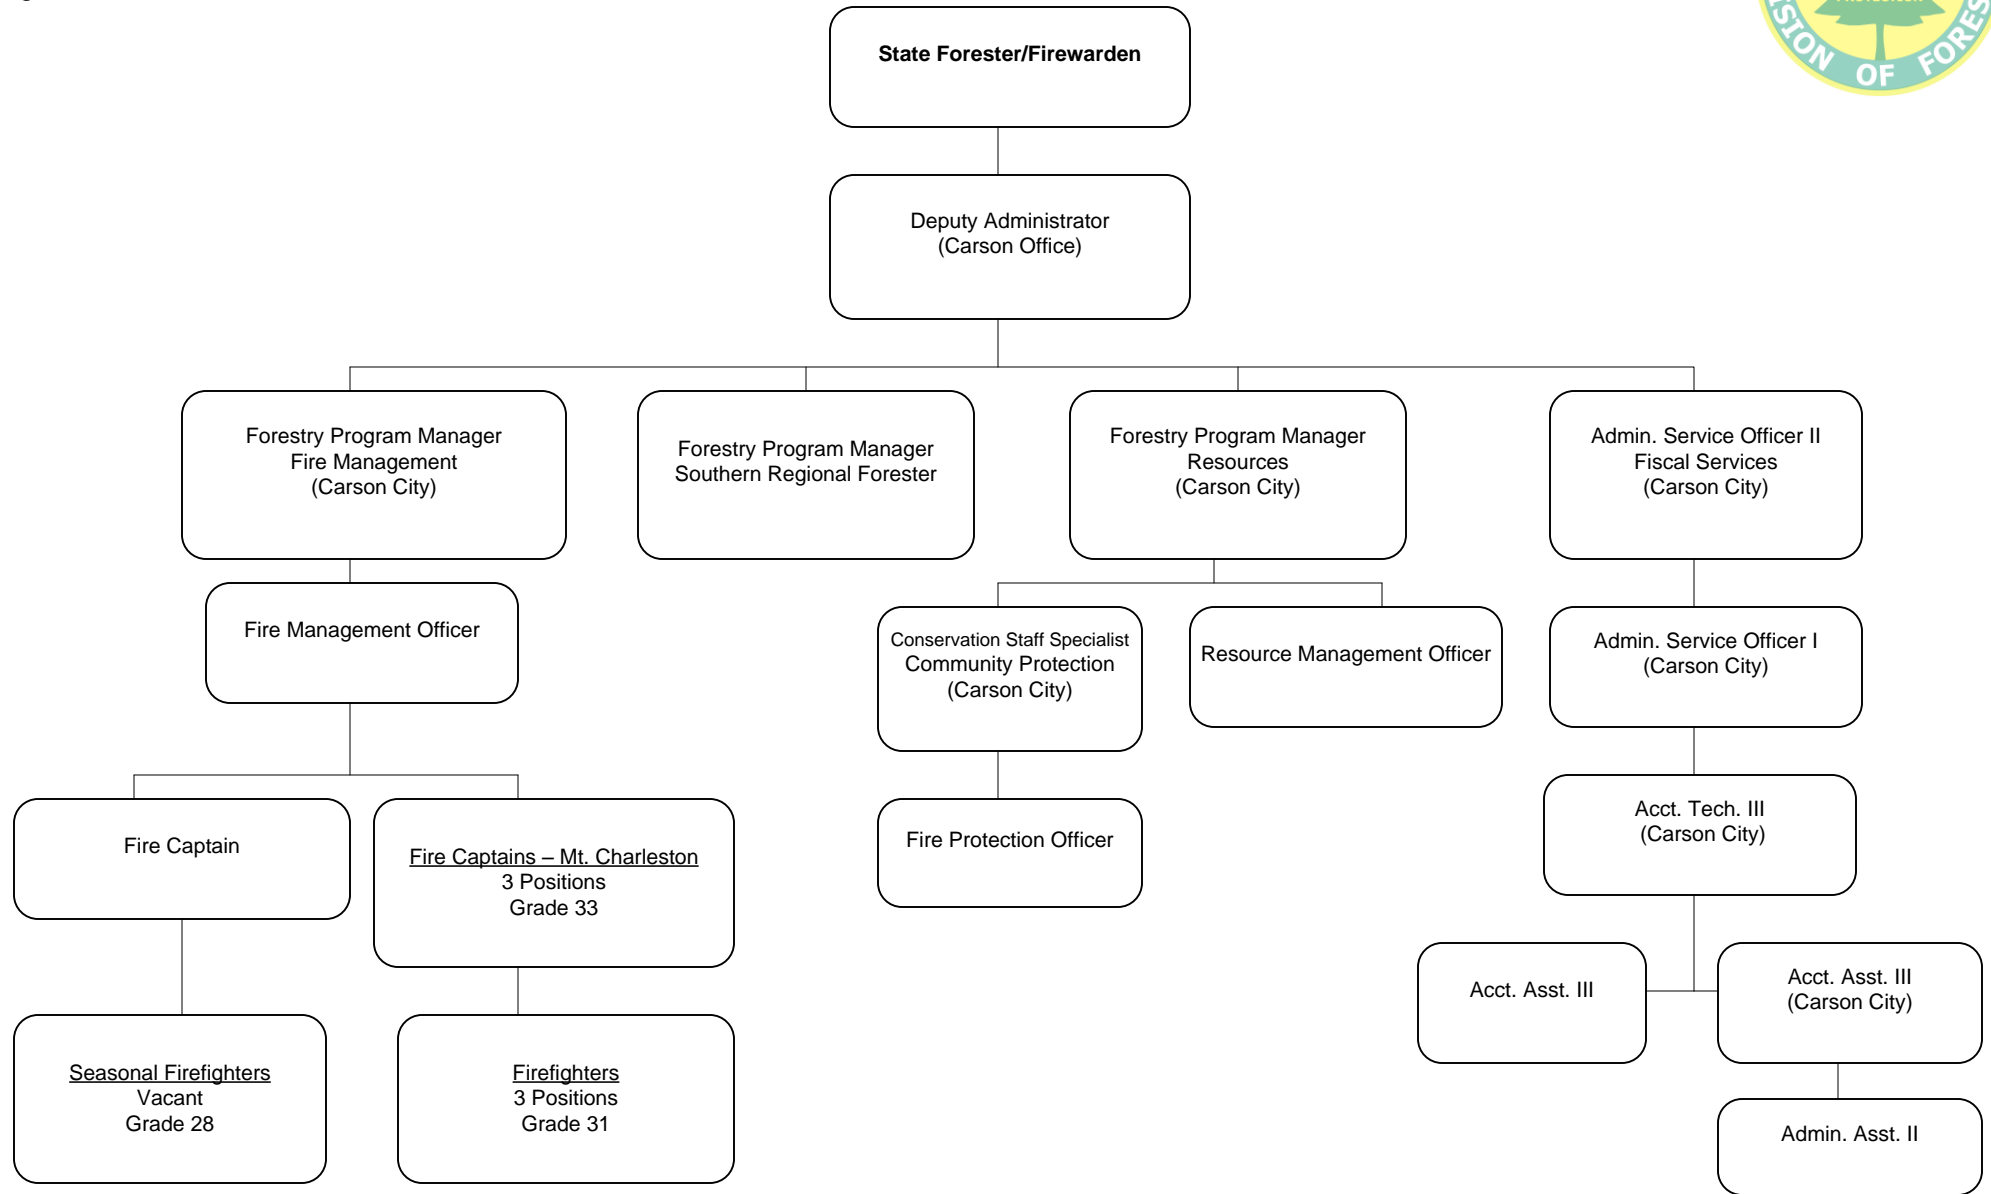 State Forester/Firewarden
OF
Deputy Administrator
(Carson Office)
Forestry Program Manager
Fire Management
(Carson City)
Forestry Program Manager
Southern Regional Forester
Forestry Program Manager
Resources
(Carson City)
Admin. Service Officer II
Fiscal Services
(Carson City)
Fire Management Officer
Conservation Staff Specialist
Community Protection
(Carson City)
Resource Management Officer
Admin. Service Officer I
(Carson City)
Fire Captain
Fire Captains – Mt. Charleston
3 Positions
Grade 33
Fire Protection Officer
Acct. Tech. III
(Carson City)
Acct. Asst. III
Acct. Asst. III
(Carson City)
Seasonal Firefighters
Vacant
Grade 28
Firefighters
3 Positions
Grade 31
Admin. Asst. II